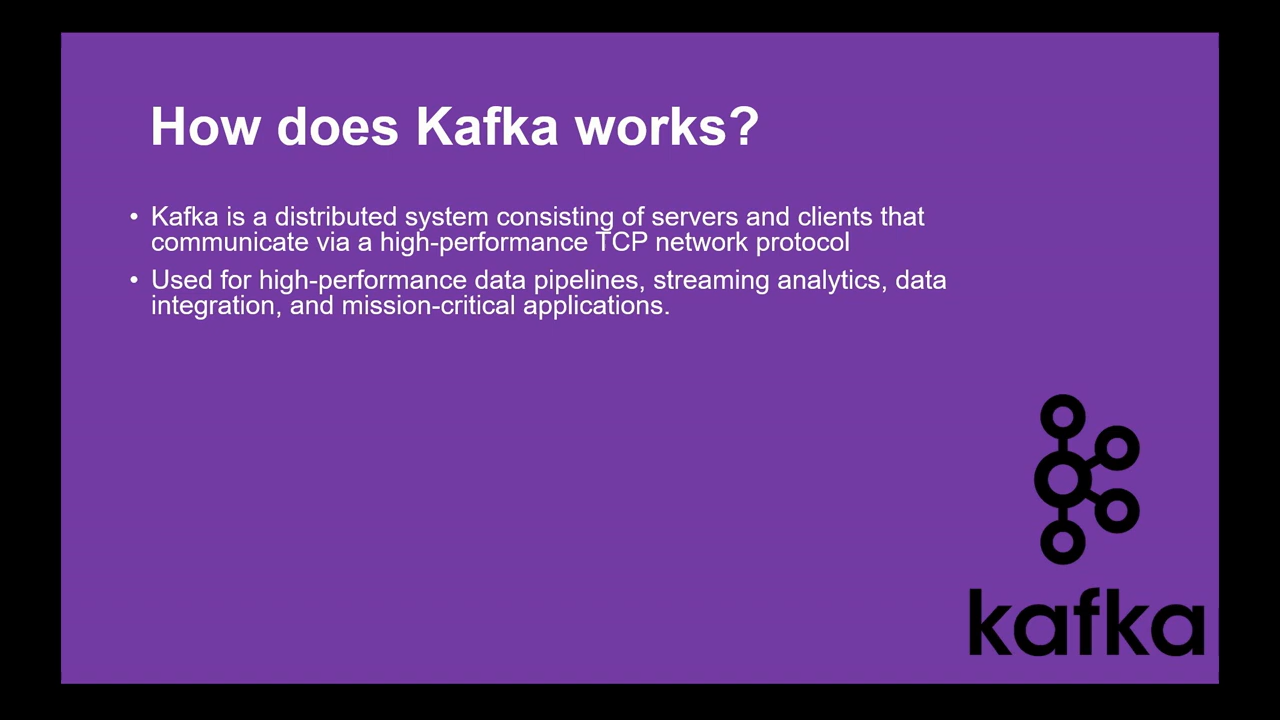 How does Kafka works?
• Kafka is a distributed system consisting of servers and clients that
communicate via a high-performance TCP network protocol
• Used for high-performance data pipelines, streaming analytics, data
integration, and mission-critical applications.
kafka